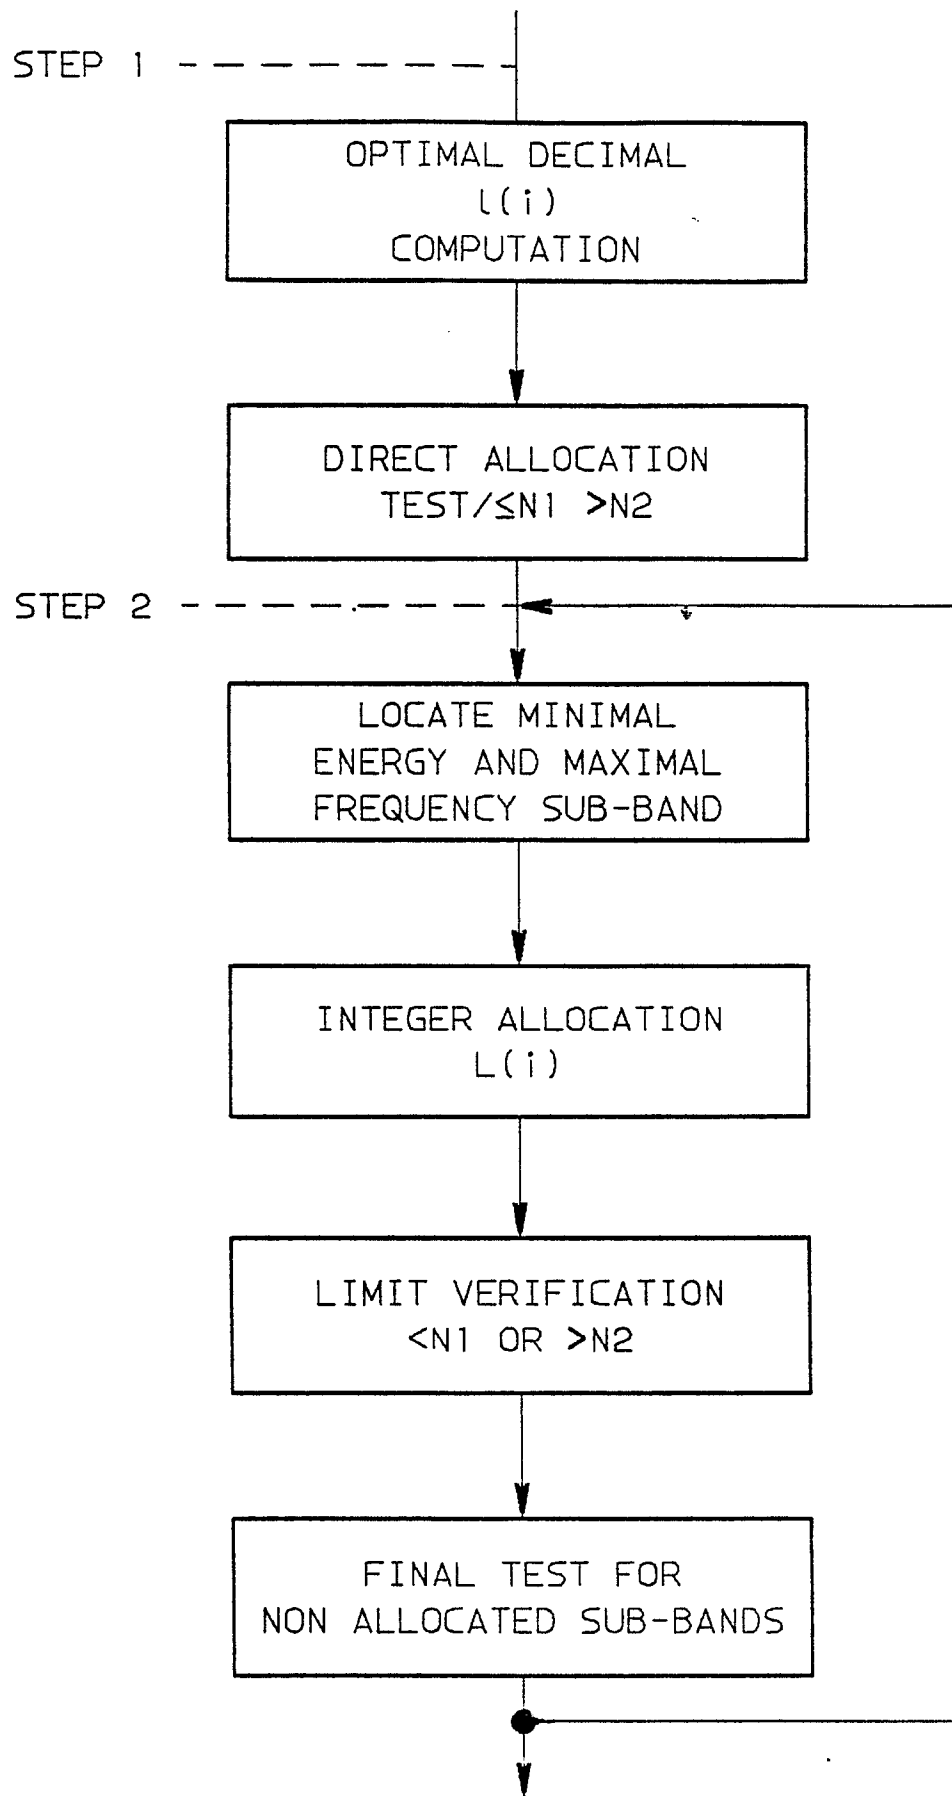 STEP 1
OPTIMAL DECIMAL
l(i)
COMPUTATION
DIRECT ALLOCATION
TEST/≤N1 >N2
STEP 2
LOCATE MINIMAL
ENERGY AND MAXIMAL
FREQUENCY SUB-BAND
INTEGER ALLOCATION
L(i)
LIMIT VERIFICATION
<N1 OR >N2
FINAL TEST FOR
NON ALLOCATED SUB-BANDS